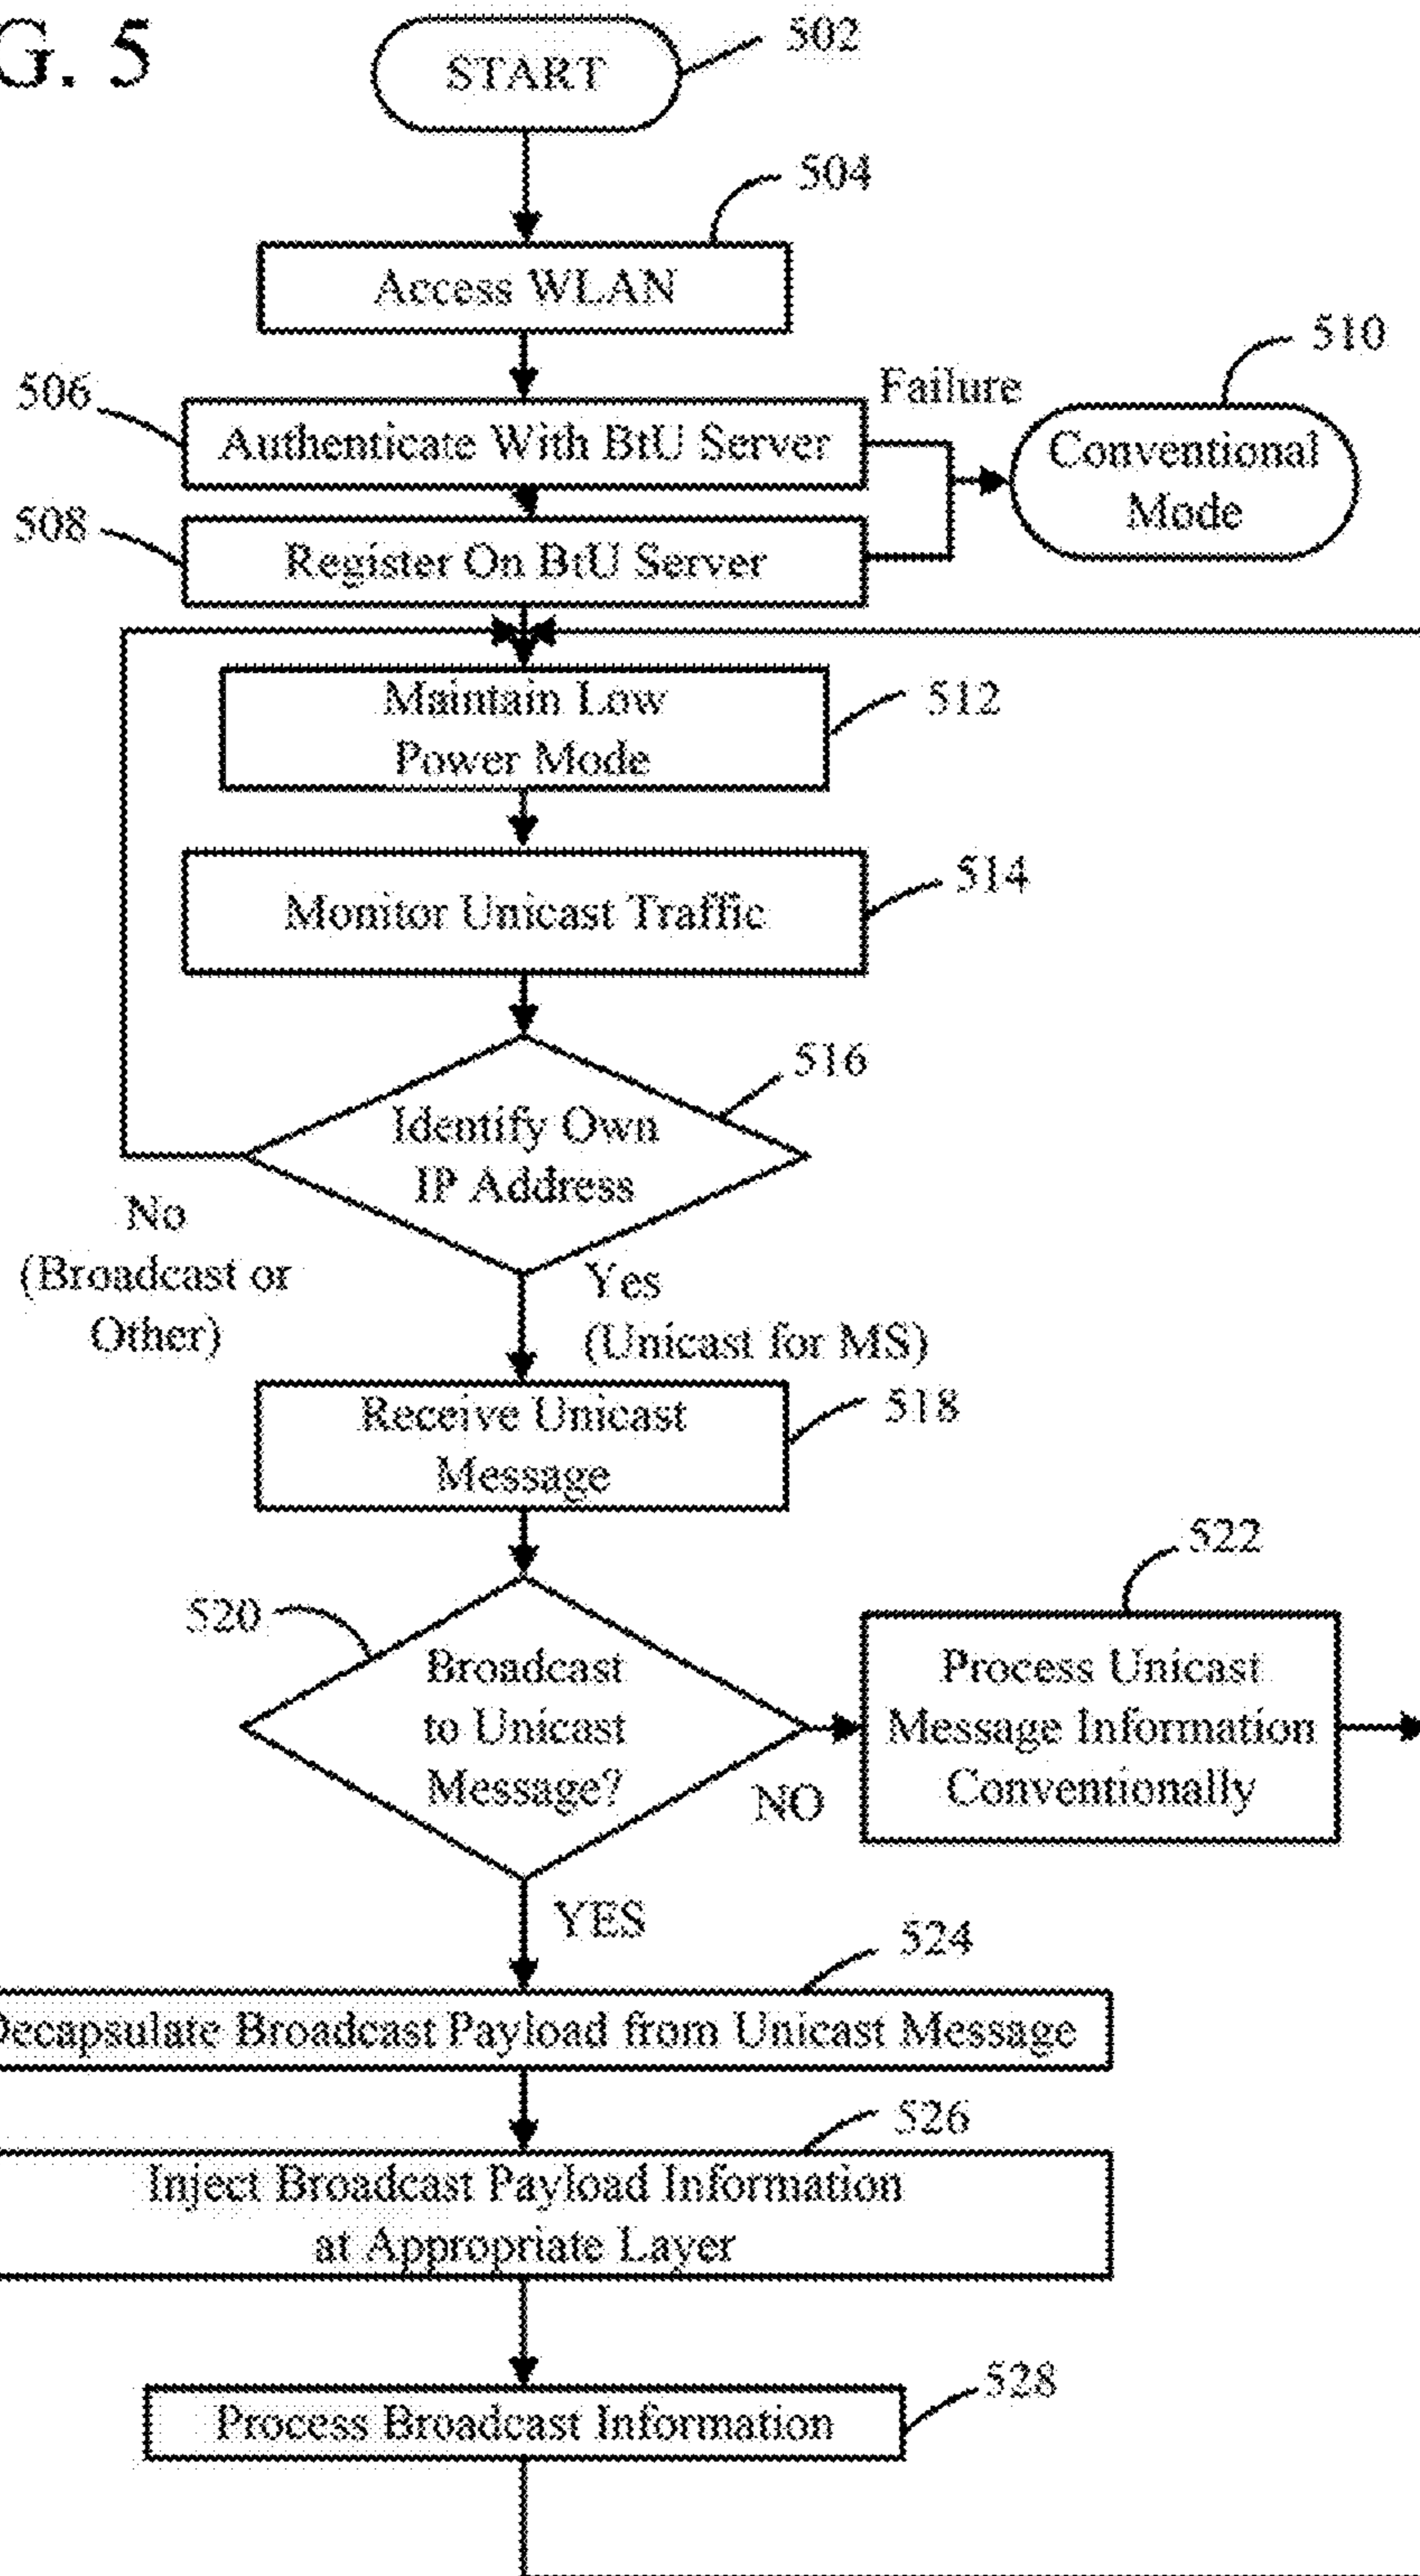 G. 5
START
502
504
Access WLAN
506
Authenticate With BtU Server
Failure
510
Conventional
Mode
508
Register On BtU Server
Maintain Low
Power Mode
512
Monitor Unicast Traffic
514
516
Identify Own
IP Address
No
(Broadcast or
Other)
Yes
(Unicast for MS)
Receive Unicast
Message
518
520
Broadcast
to Unicast
Message?
NO
522
Process Unicast
Message Information
Conventionally
YES
524
Decapsulate Broadcast Payload from Unicast Message
526
Inject Broadcast Payload Information
at Appropriate Layer
528
Process Broadcast Information